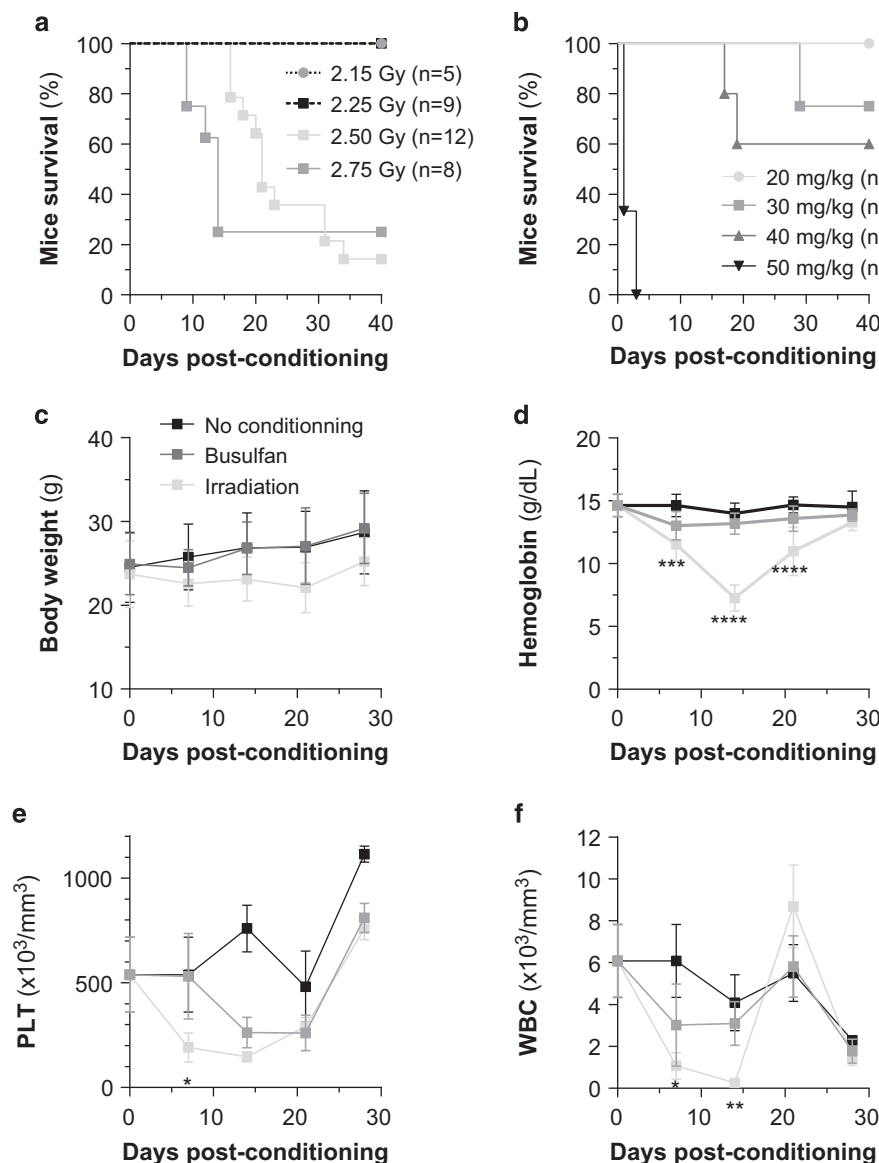 a
Mice survival (%)
100
80
60
40
20
0
2.15 Gy (n=5)
2.25 Gy (n=9)
2.50 Gy (n=12)
2.75 Gy (n=8)
0 10 20 30 40
Days post-conditioning
b
Mice survival (%)
100
80
60
40
20
0
20 mg/kg (n
30 mg/kg (n
40 mg/kg (n
50 mg/kg (n
10 20 30 40
Days post-conditioning
c
Body weight (g)
40
30
20
10
No conditionning
Busulfan
Irradiation
0 10 20 30
Days post-conditioning
d
Hemoglobin (g/dL)
20
15
10
5
0
***
****
****
0 10 20 30
Days post-conditioning
e
PLT (x10³/mm³)
1000
500
0
*
0 10 20 30
Days post-conditioning
f
WBC (x10³/mm³)
12
10
8
6
4
2
0
*
**
0 10 20 30
Days post-conditioning